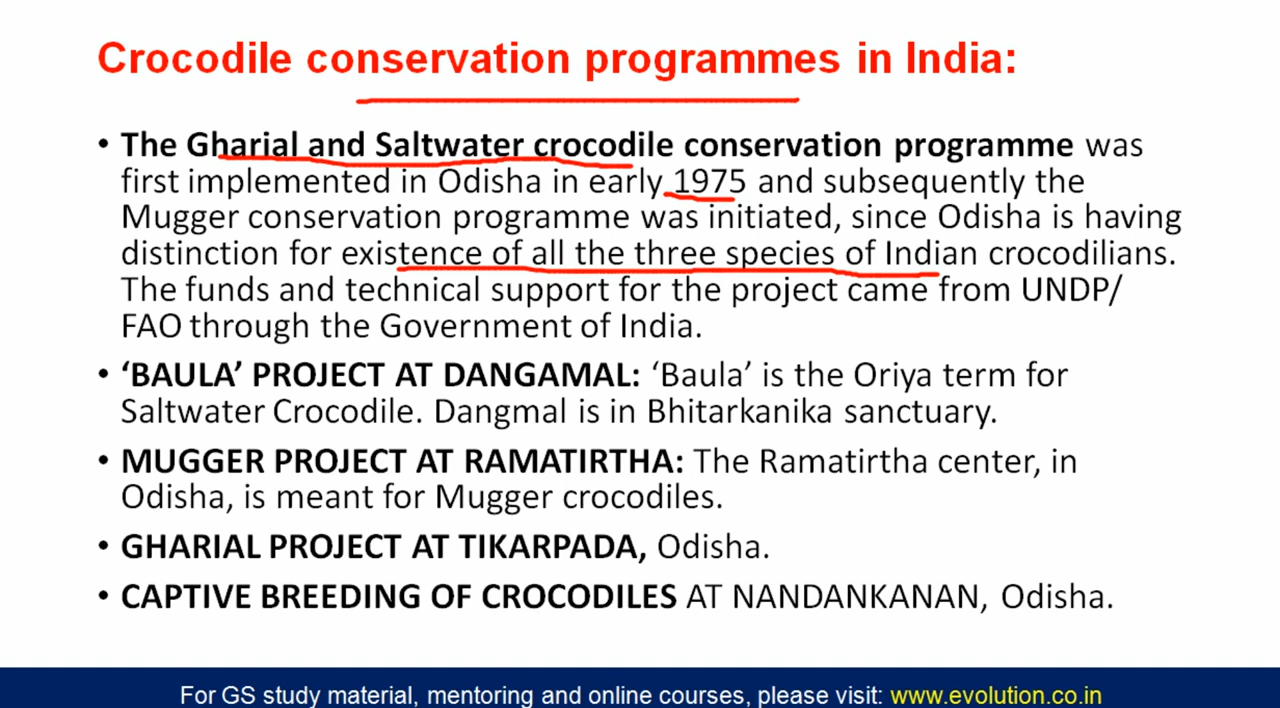 Crocodile conservation programmes in India:
• The Gharial and Saltwater crocodile conservation programme was
first implemented in Odisha in early 1975 and subsequently the
Mugger conservation programme was initiated, since Odisha is having
distinction for existence of all the three species of Indian crocodilians.
The funds and technical support for the project came from UNDP/
FAO through the Government of India.
• ‘BAULA’ PROJECT AT DANGAMAL: ‘Baula’ is the Oriya term for
Saltwater Crocodile. Dangmal is in Bhitarkanika sanctuary.
• MUGGER PROJECT AT RAMATIRTHA: The Ramatirtha center, in
Odisha, is meant for Mugger crocodiles.
• GHARIAL PROJECT AT TIKARPADA, Odisha.
• CAPTIVE BREEDING OF CROCODILES AT NANDANKANAN, Odisha.
For GS study material, mentoring and online courses, please visit: www.evolution.co.in